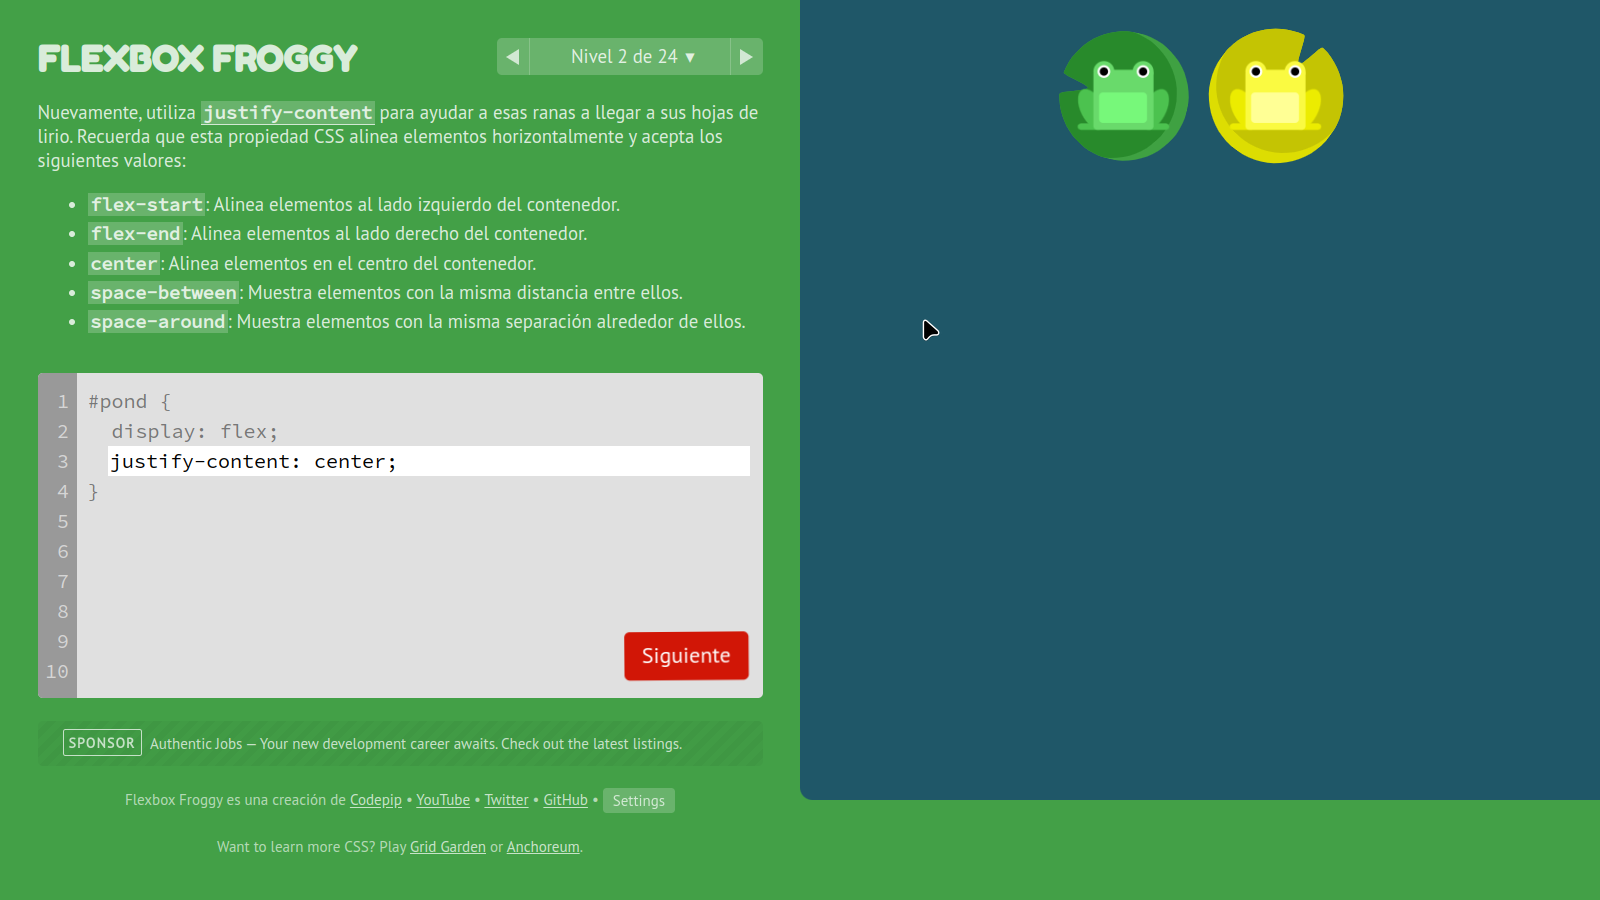 FLEXBOX FROGGY
Nivel 2 de 24 ▼
Nuevamente, utiliza justify-content para ayudar a esas ranas a llegar a sus hojas de
lirio. Recuerda que esta propiedad CSS alinea elementos horizontalmente y acepta los
siguientes valores:
• flex-start: Alinea elementos al lado izquierdo del contenedor.
• flex-end: Alinea elementos al lado derecho del contenedor.
• center: Alinea elementos en el centro del contenedor.
• space-between: Muestra elementos con la misma distancia entre ellos.
• space-around: Muestra elementos con la misma separación alrededor de ellos.
1 #pond {
2 display: flex;
3 justify-content: center;
4 }
5
6
7
8
9
10
Siguiente
SPONSOR Authentic Jobs — Your new development career awaits. Check out the latest listings.
Flexbox Froggy es una creación de Codepip • YouTube • Twitter • GitHub • Settings
Want to learn more CSS? Play Grid Garden or Anchoreum.